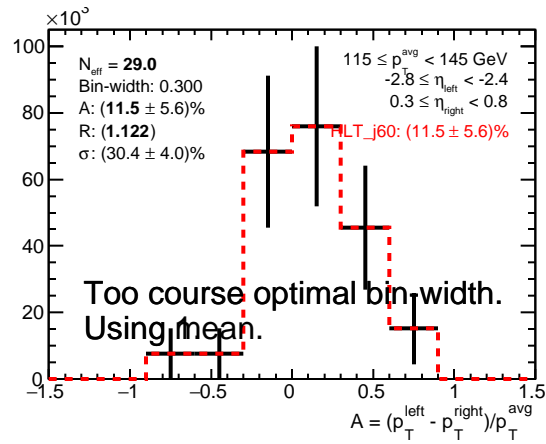 ×10³
N_eff = 29.0
Bin-width: 0.300
A: (11.5 ± 5.6)%
R: (1.122)
σ: (30.4 ± 4.0)%
115 ≤ p_T^avg < 145 GeV
-2.8 ≤ η_left < -2.4
0.3 ≤ η_right < 0.8
HLT_j60: (11.5 ± 5.6)%
100
80
60
40
20
0
Too course optimal bin-width.
Using mean.
−1.5 −1 −0.5 0 0.5 1 1.5
A = (p_T^left - p_T^right)/p_T^avg